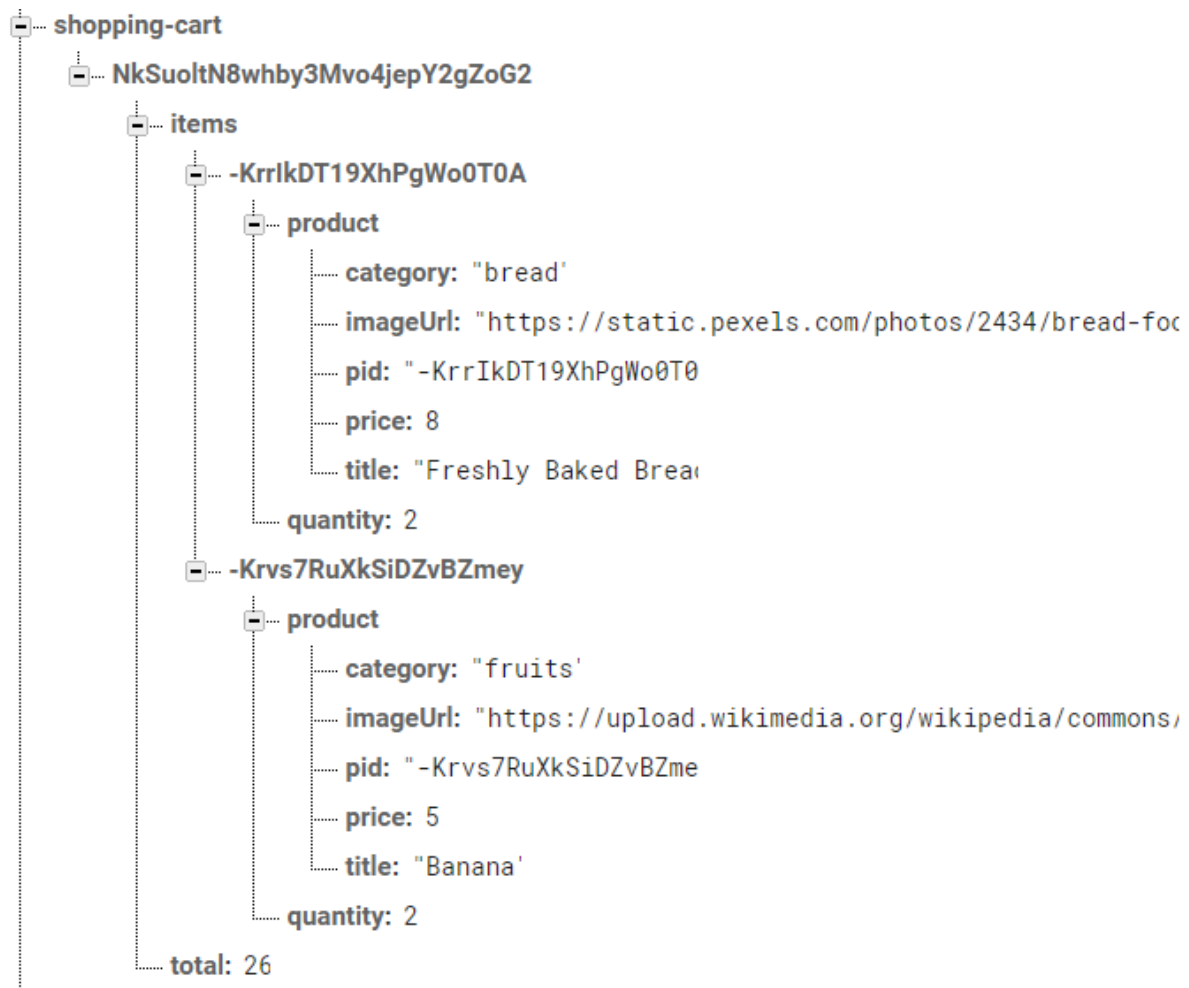 shopping-cart
NkSuoltN8whby3Mvo4jepY2gZoG2
items
-KrrIkDT19XhPgWo0T0A
product
category: "bread"
imageUrl: "https://static.pexels.com/photos/2434/bread-foo
pid: "-KrrIkDT19XhPgWo0T0
price: 8
title: "Freshly Baked Bread
quantity: 2
-Krvs7RuXkSiDZvBZmey
product
category: "fruits"
imageUrl: "https://upload.wikimedia.org/wikipedia/commons/
pid: "-Krvs7RuXkSiDZvBZme
price: 5
title: "Banana"
quantity: 2
total: 26